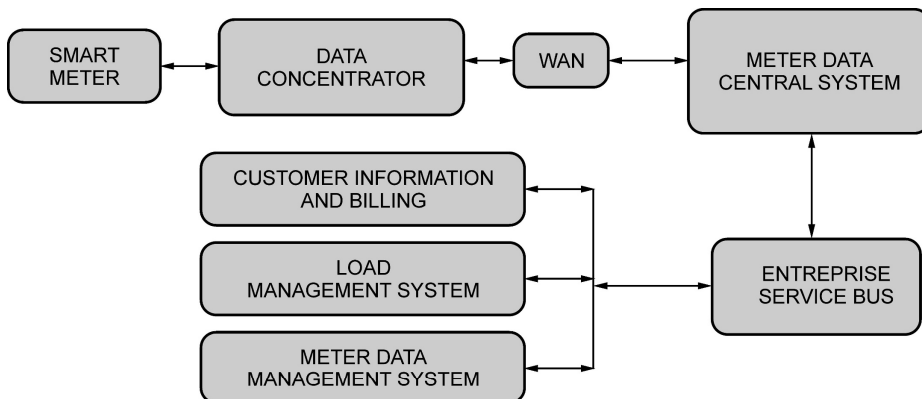 SMART
METER
DATA
CONCENTRATOR
WAN
METER DATA
CENTRAL SYSTEM
CUSTOMER INFORMATION
AND BILLING
LOAD
MANAGEMENT SYSTEM
METER DATA
MANAGEMENT SYSTEM
ENTREPRISE
SERVICE BUS